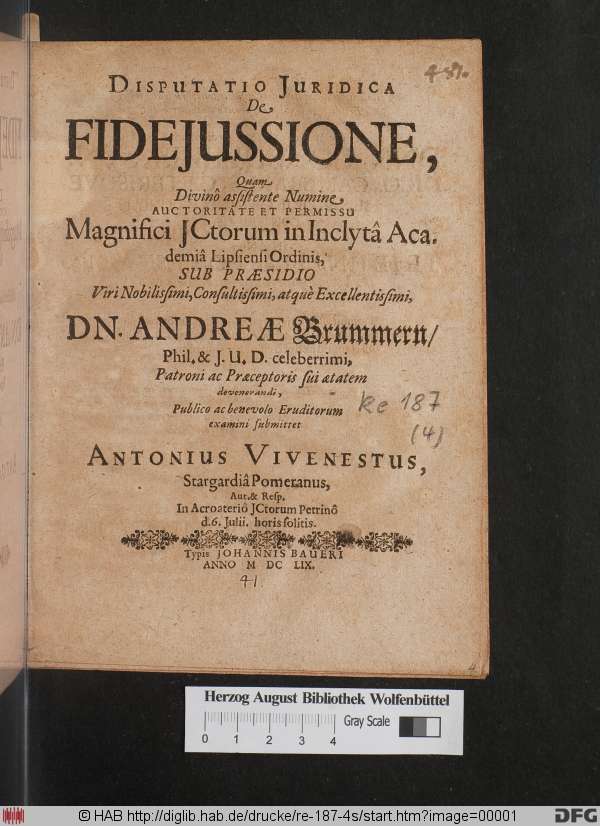 481.
DISPUTATIO JURIDICA
De
FIDEJUSSIONE,
Quam
Divinô assistente Numine
AUCTORITATE ET PERMISSU
Magnifici JCtorum in Inclytâ Aca-
demiâ Lipsiensi Ordinis,
SUB PRÆSIDIO
Viri Nobilissimi, Consultissimi, atquè Excellentissimi,
DN. ANDREÆ Brummern/
Phil. & J. U. D. celeberrimi,
Patroni ac Præceptoris sui ætatem
devenerandi,
Publico ac benevolo Eruditorum
examini submittet
Re 187
(4)
ANTONIUS VIVENESTUS,
Stargardiâ Pomeranus,
Aut. & Resp.
In Acroateriô JCtorum Petrinô
d. 6. Julii. horis solitis.
Typis JOHANNIS BAUERI
ANNO M DC LIX.
41.
Herzog August Bibliothek Wolfenbüttel
Gray Scale
0 1 2 3 4
© HAB http://diglib.hab.de/drucke/re-187-4s/start.htm?image=00001
DFG